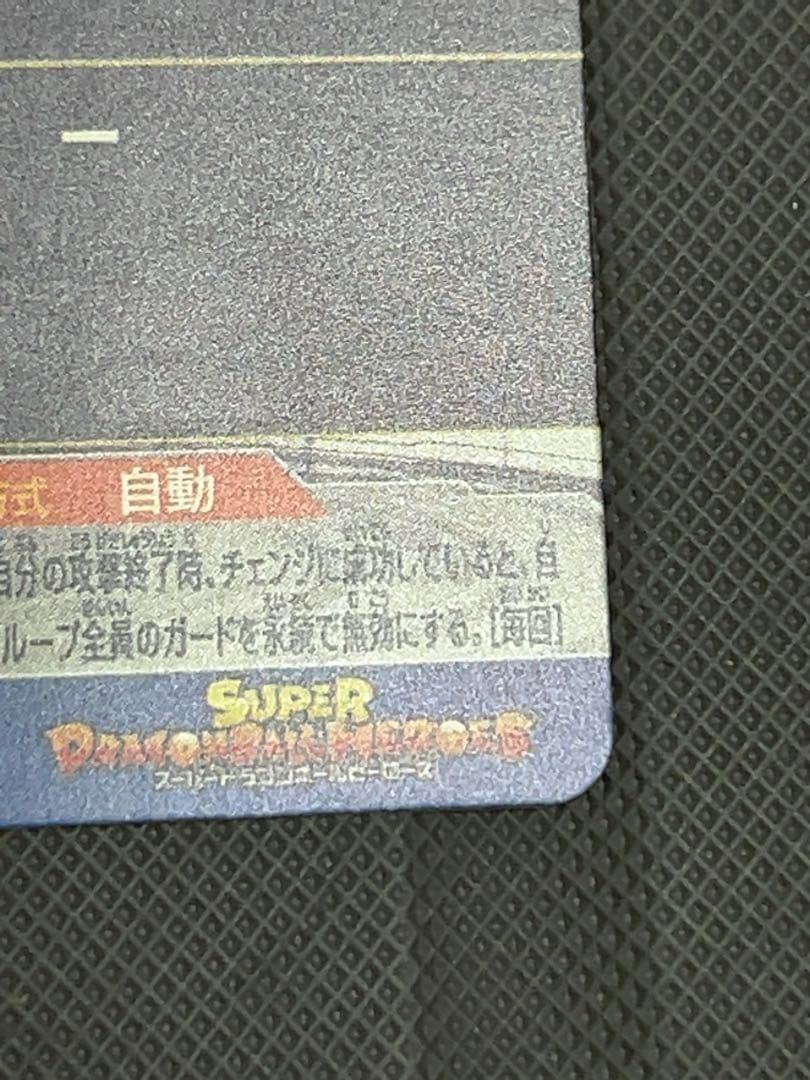 方式 自動
自分の攻撃終了時、チェンジに成功していると、自
ループ全員のガードを永続で無効にする。[毎回]
SUPER
DRAGONBALL HEROES
スーパードラゴンボールヒーローズ